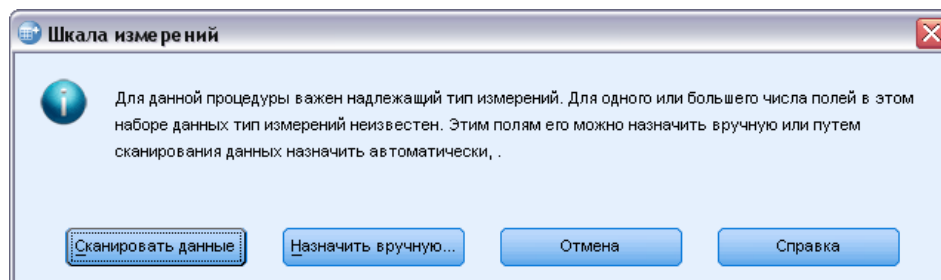 Шкала измерений
Для данной процедуры важен надлежащий тип измерений. Для одного или большего числа полей в этом
наборе данных тип измерений неизвестен. Этим полям его можно назначить вручную или путем
сканирования данных назначить автоматически, .
Сканировать данные Назначить вручную... Отмена Справка